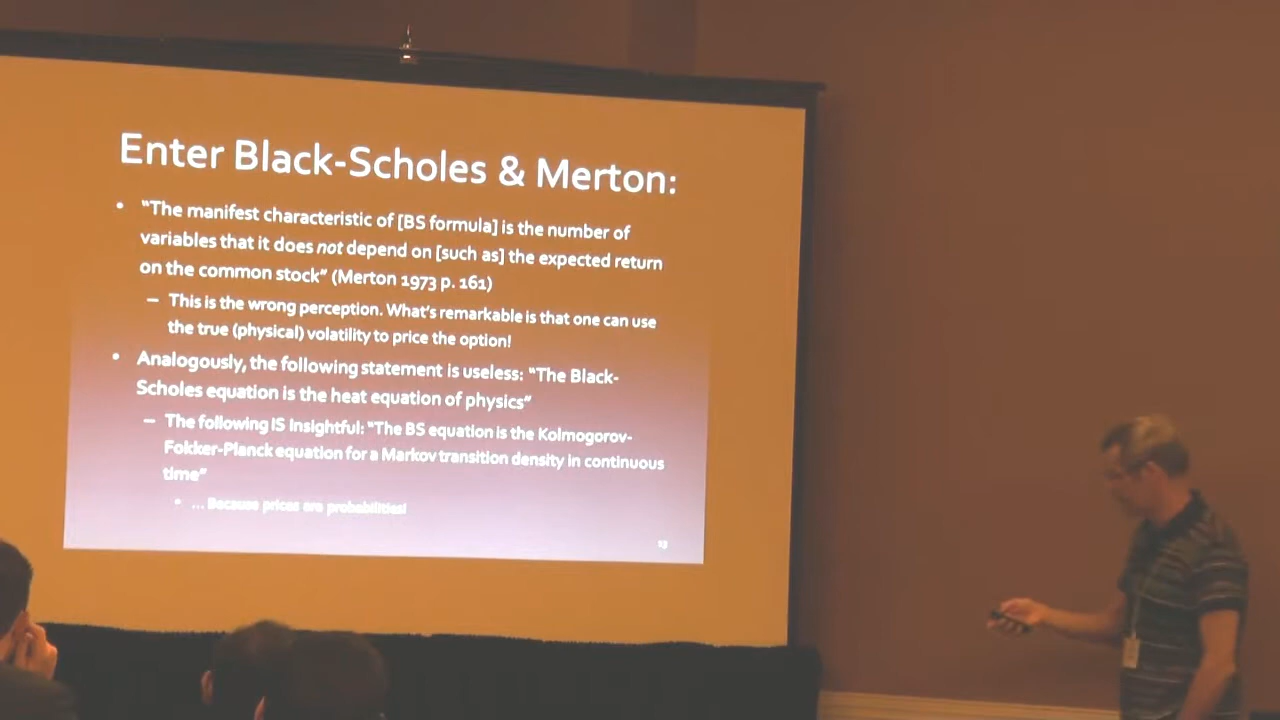 Enter Black-Scholes & Merton:
• "The manifest characteristic of [BS formula] is the number of
variables that it does not depend on [such as] the expected return
on the common stock" (Merton 1973 p. 161)
– This is the wrong perception. What's remarkable is that one can use
the true (physical) volatility to price the option!
• Analogously, the following statement is useless: "The Black-
Scholes equation is the heat equation of physics"
– The following IS Insightful: "The BS equation is the Kolmogorov-
Fokker-Planck equation for a Markov transition density in continuous
time"
• ... Because prices are probabilities!
13